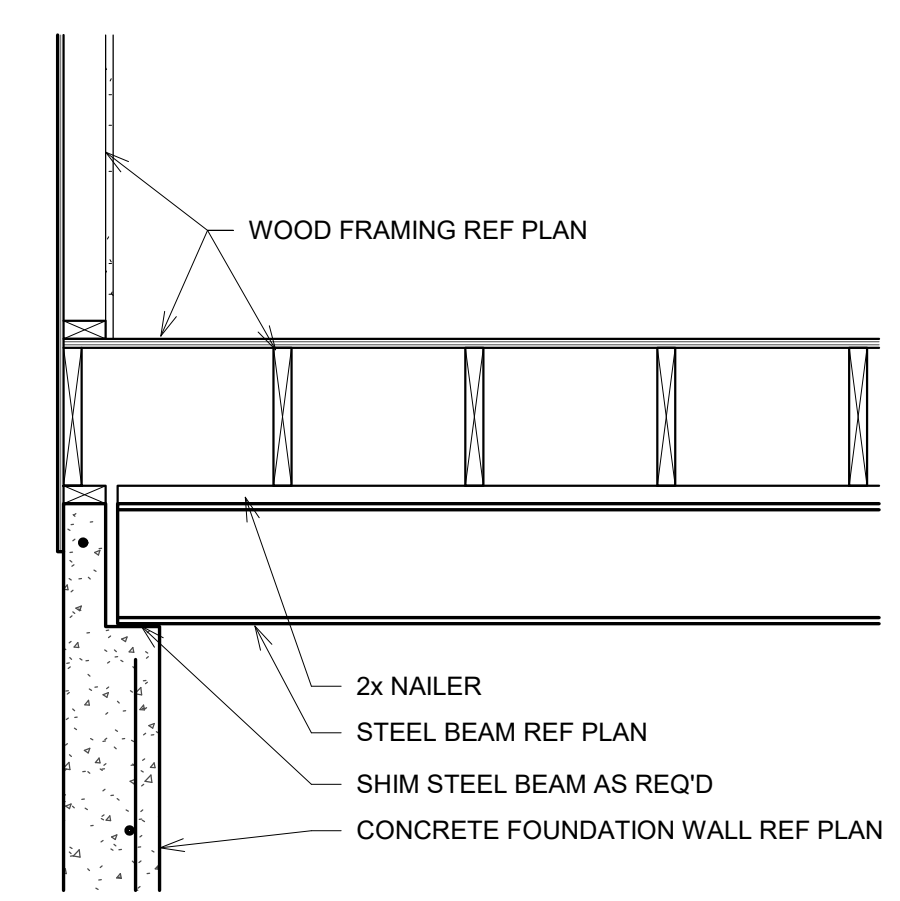 WOOD FRAMING REF PLAN
2x NAILER
STEEL BEAM REF PLAN
SHIM STEEL BEAM AS REQ'D
CONCRETE FOUNDATION WALL REF PLAN